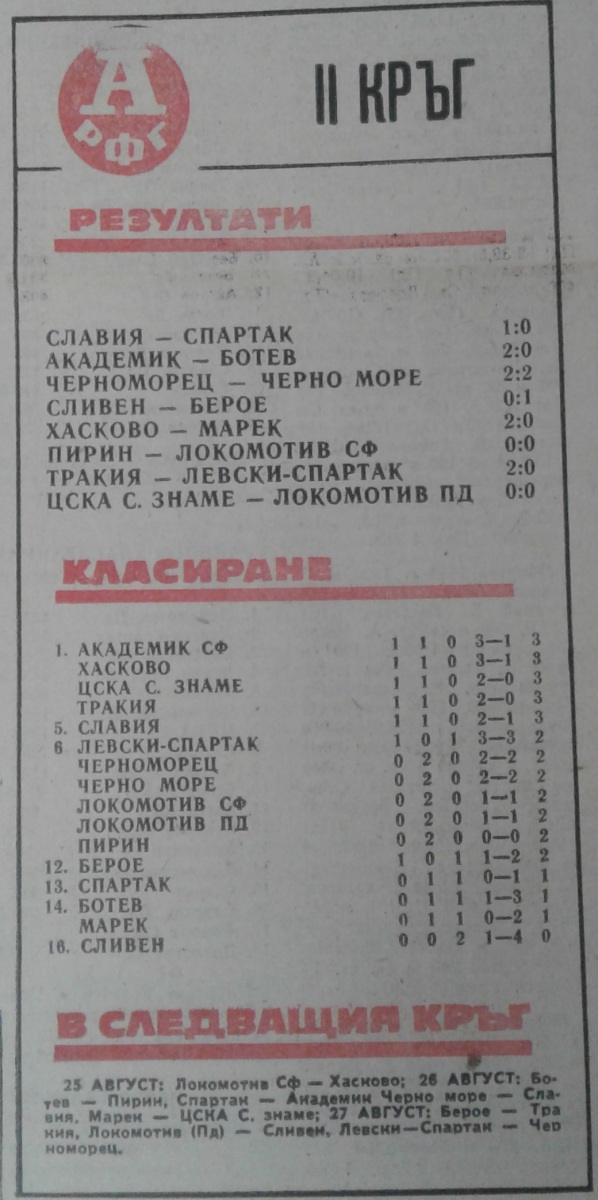 А
РФГ
II КРЪГ
РЕЗУЛТАТИ
СЛАВИЯ — СПАРТАК 1:0
АКАДЕМИК — БОТЕВ 2:0
ЧЕРНОМОРЕЦ — ЧЕРНО МОРЕ 2:2
СЛИВЕН — БЕРОЕ 0:1
ХАСКОВО — МАРЕК 2:0
ПИРИН — ЛОКОМОТИВ СФ 0:0
ТРАКИЯ — ЛЕВСКИ-СПАРТАК 2:0
ЦСКА С. ЗНАМЕ — ЛОКОМОТИВ ПД 0:0
КЛАСИРАНЕ
1. АКАДЕМИК СФ 1 1 0 3—1 3
ХАСКОВО 1 1 0 3—1 3
ЦСКА С. ЗНАМЕ 1 1 0 2—0 3
ТРАКИЯ 1 1 0 2—0 3
5. СЛАВИЯ 1 1 0 2—1 3
6 ЛЕВСКИ-СПАРТАК 1 0 1 3—3 2
ЧЕРНОМОРЕЦ 0 2 0 2—2 2
ЧЕРНО МОРЕ 0 2 0 2—2 2
ЛОКОМОТИВ СФ 0 2 0 1—1 2
ЛОКОМОТИВ ПД 0 2 0 1—1 2
ПИРИН 0 2 0 0—0 2
12. БЕРОЕ 1 0 1 1—2 2
13. СПАРТАК 0 1 1 0—1 1
14. БОТЕВ 0 1 1 1—3 1
МАРЕК 0 1 1 0—2 1
16. СЛИВЕН 0 0 2 1—4 0
В СЛЕДВАЩИЯ КРЪГ
25 АВГУСТ: Локомотив Сф — Хасково; 26 АВГУСТ: Бо-
тев — Пирин, Спартак — Академик Черно море — Сла-
вия, Марек — ЦСКА С. знаме; 27 АВГУСТ: Берое — Тра
кия, Локомотив (Пд) — Сливен, Левски—Спартак — Чер
номорец.